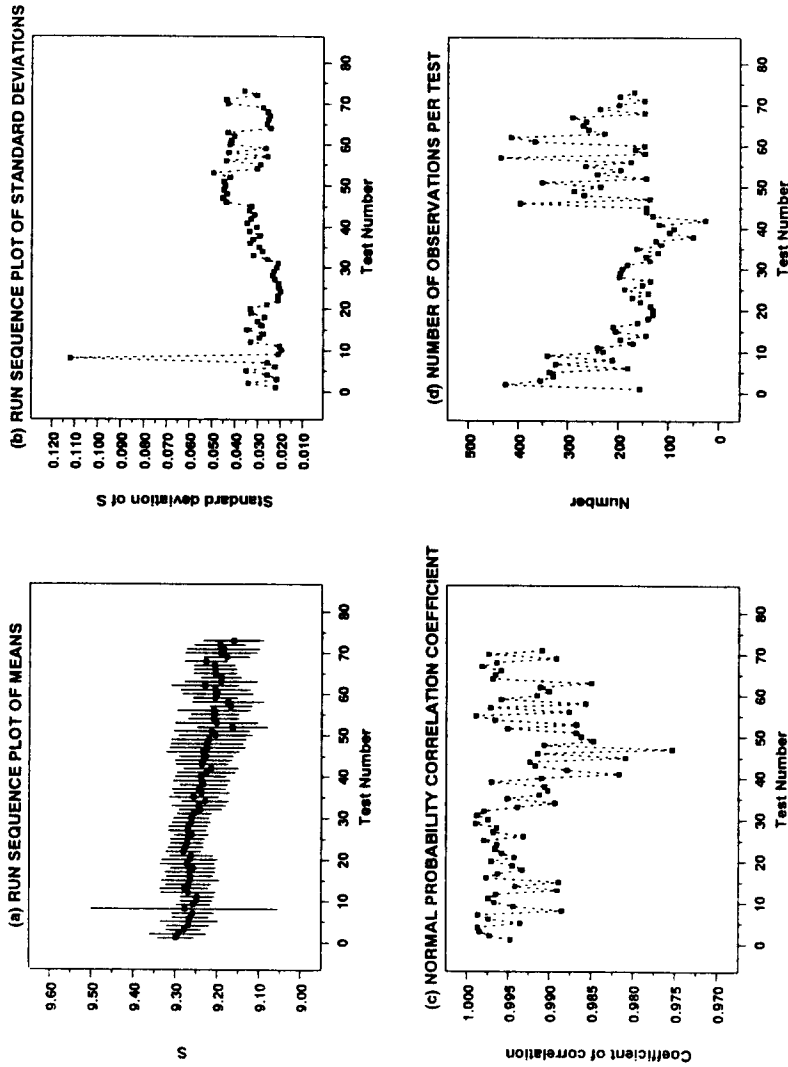 (a) RUN SEQUENCE PLOT OF MEANS
S
9.60
9.50
9.40
9.30
9.20
9.10
9.00
0 10 20 30 40 50 60 70 80
Test Number
(b) RUN SEQUENCE PLOT OF STANDARD DEVIATIONS
Standard deviation of S
0.120
0.110
0.100
0.090
0.080
0.070
0.060
0.050
0.040
0.030
0.020
0.010
0 10 20 30 40 50 60 70 80
Test Number
(c) NORMAL PROBABILITY CORRELATION COEFFICIENT
Coefficient of correlation
1.000
0.995
0.990
0.985
0.980
0.975
0.970
0 10 20 30 40 50 60 70 80
Test Number
(d) NUMBER OF OBSERVATIONS PER TEST
Number
500
400
300
200
100
0
0 10 20 30 40 50 60 70 80
Test Number